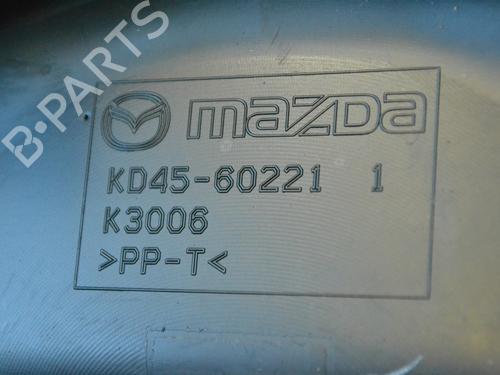 B-PARTS
mazda
KD45-60221 1
K3006
>PP-T<